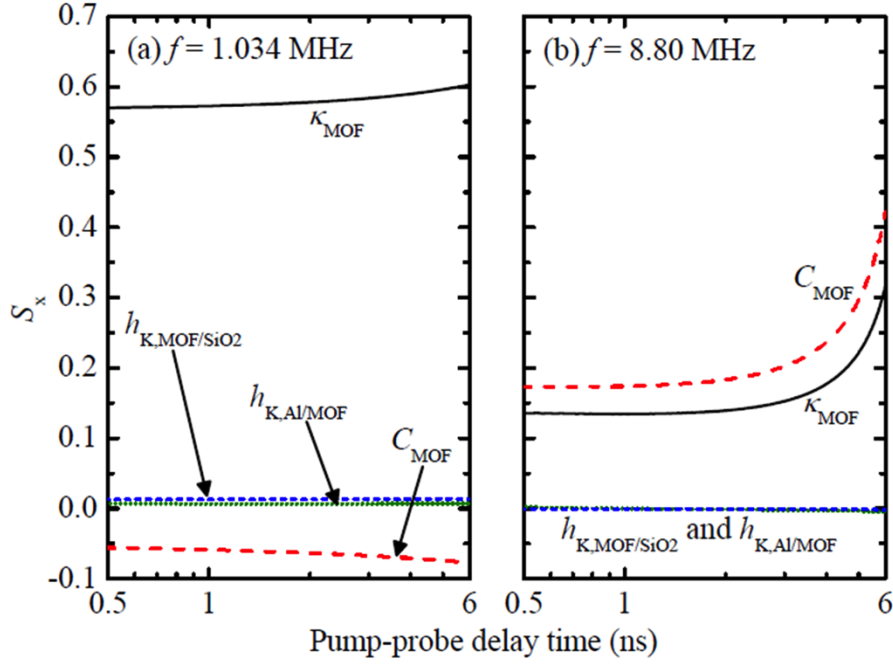 0.7
0.6
0.5
0.4
0.3
0.2
0.1
0.0
-0.1
Sx
(a) f = 1.034 MHz
κMOF
hK,MOF/SiO2
hK,Al/MOF
CMOF
0.5 1 6
(b) f = 8.80 MHz
CMOF
κMOF
hK,MOF/SiO2 and hK,Al/MOF
0.5 1 6
Pump-probe delay time (ns)